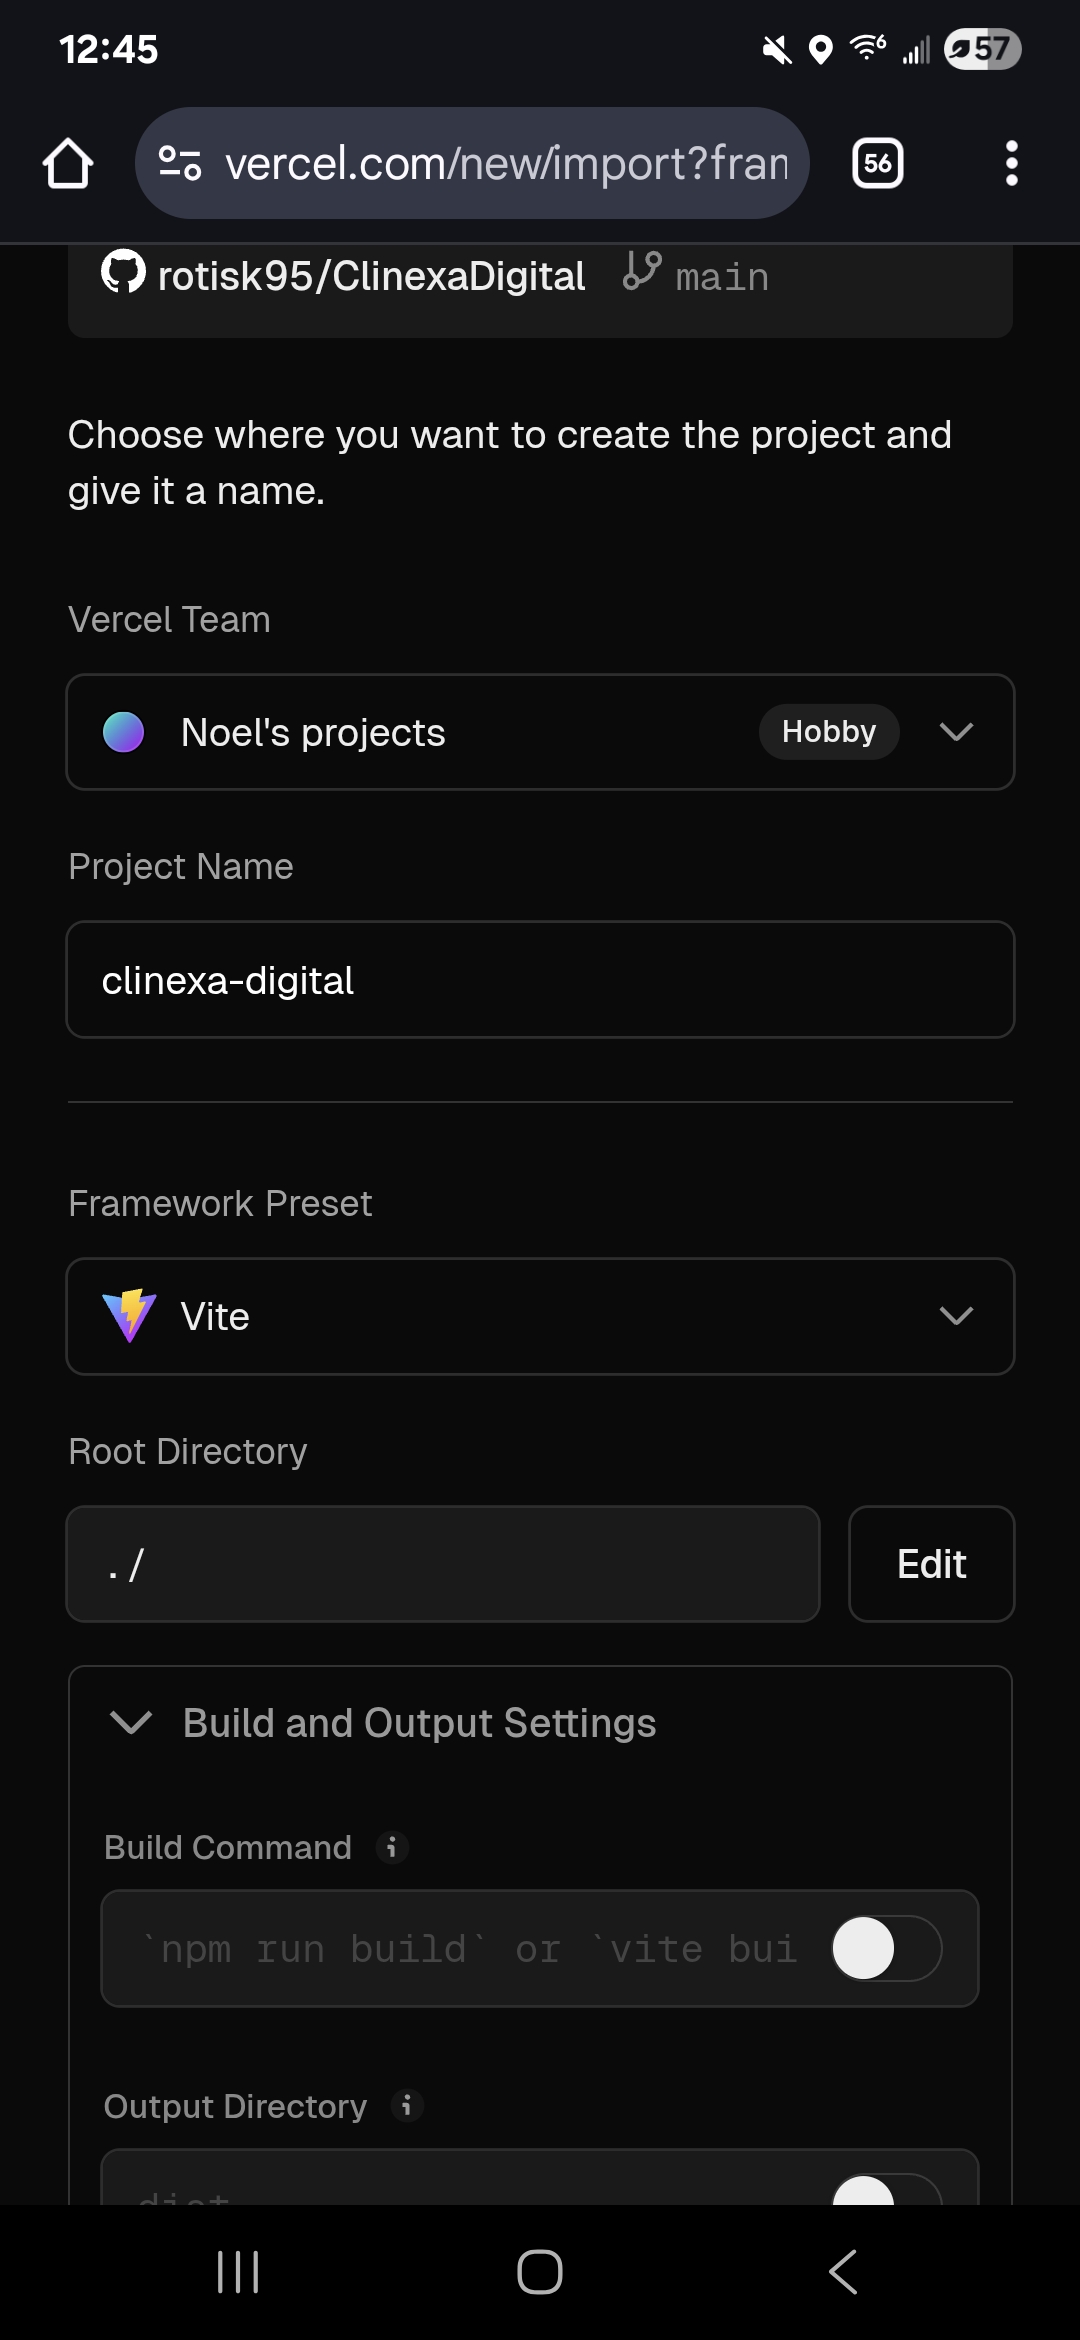 12:45
6
57
vercel.com/new/import?fran
56
rotisk95/ClinexaDigital main
Choose where you want to create the project and
give it a name.
Vercel Team
Noel's projects Hobby
Project Name
clinexa-digital
Framework Preset
Vite
Root Directory
./
Edit
Build and Output Settings
Build Command
`npm run build` or `vite bui
Output Directory
dist